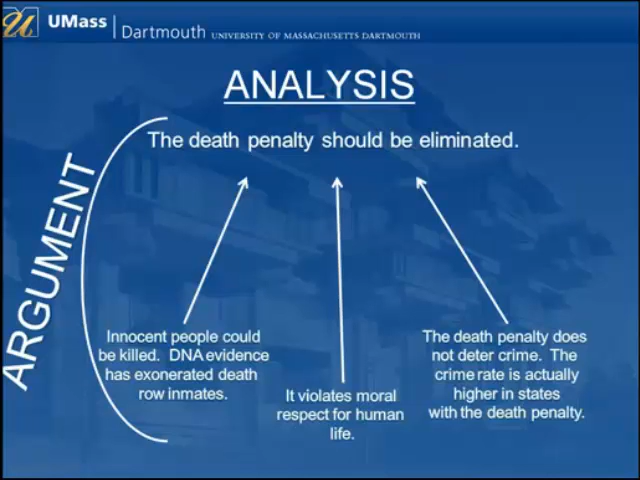 UMass
Dartmouth UNIVERSITY OF MASSACHUSETTS DARTMOUTH
ANALYSIS
The death penalty should be eliminated.
ARGUMENT
Innocent people could
be killed. DNA evidence
has exonerated death
row inmates.
It violates moral
respect for human
life.
The death penalty does
not deter crime. The
crime rate is actually
higher in states
with the death penalty.